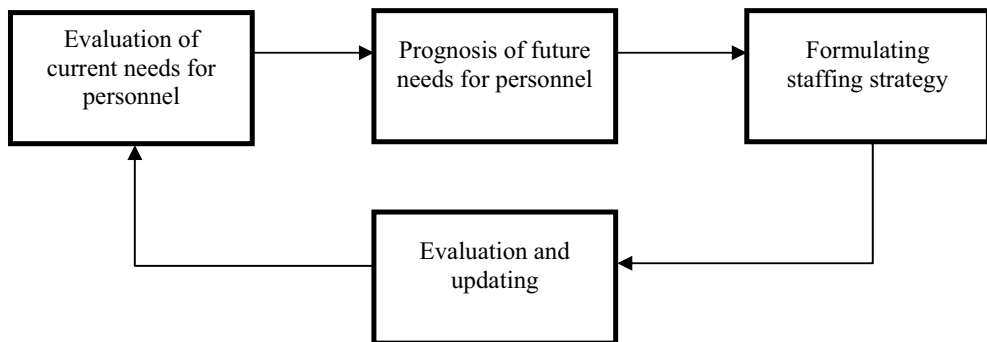 Evaluation of
current needs for
personnel
Prognosis of future
needs for personnel
Formulating
staffing strategy
Evaluation and
updating